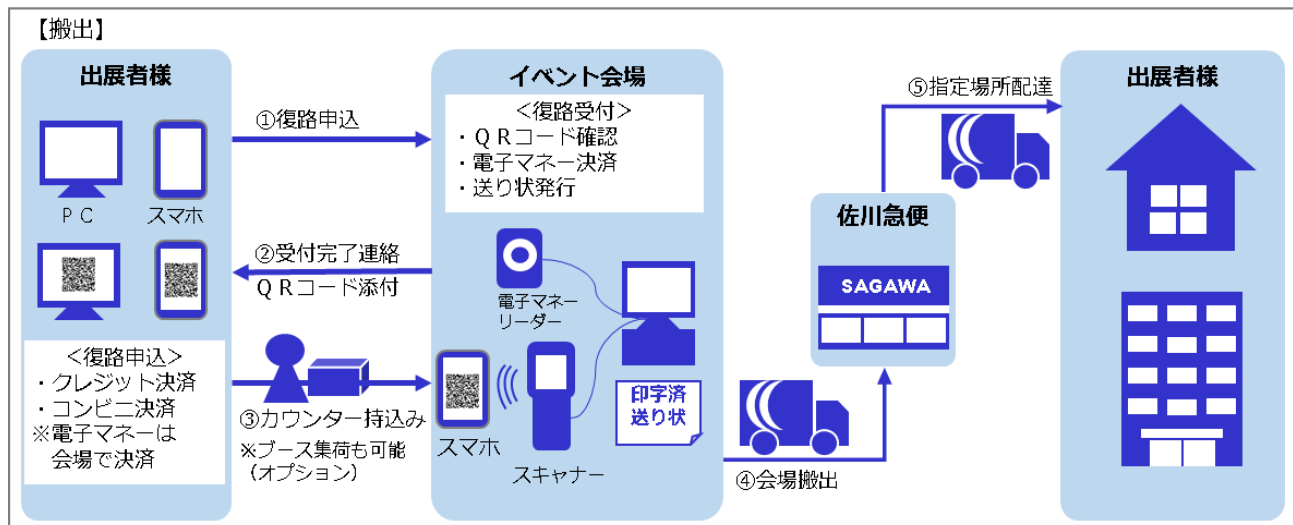 【搬出】
出展者様
ＰＣ
スマホ
＜復路申込＞
・クレジット決済
・コンビニ決済
※電子マネーは
会場で決済
①復路申込
②受付完了連絡
ＱＲコード添付
③カウンター持込み
※ブース集荷も可能
（オプション）
イベント会場
＜復路受付＞
・ＱＲコード確認
・電子マネー決済
・送り状発行
電子マネー
リーダー
スマホ
スキャナー
印字済
送り状
④会場搬出
佐川急便
SAGAWA
⑤指定場所配達
出展者様